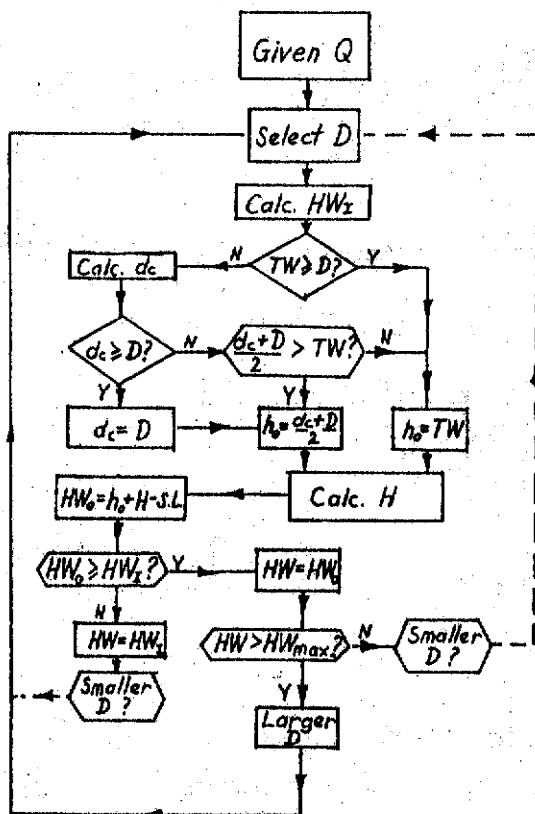 Given Q
Select D
Calc. HW_I
N
TW ≥ D?
Y
Calc. d_c
d_c ≥ D?
N
d_c + D
2
> TW?
N
Y
Y
d_c = D
h_o = d_c + D
2
h_o = TW
Calc. H
HW_o = h_o + H - S.L.
HW_o ≥ HW_I?
Y
HW = HW_o
N
HW = HW_I
HW > HW_max?
N
Smaller
D?
Smaller
D?
Y
Larger
D